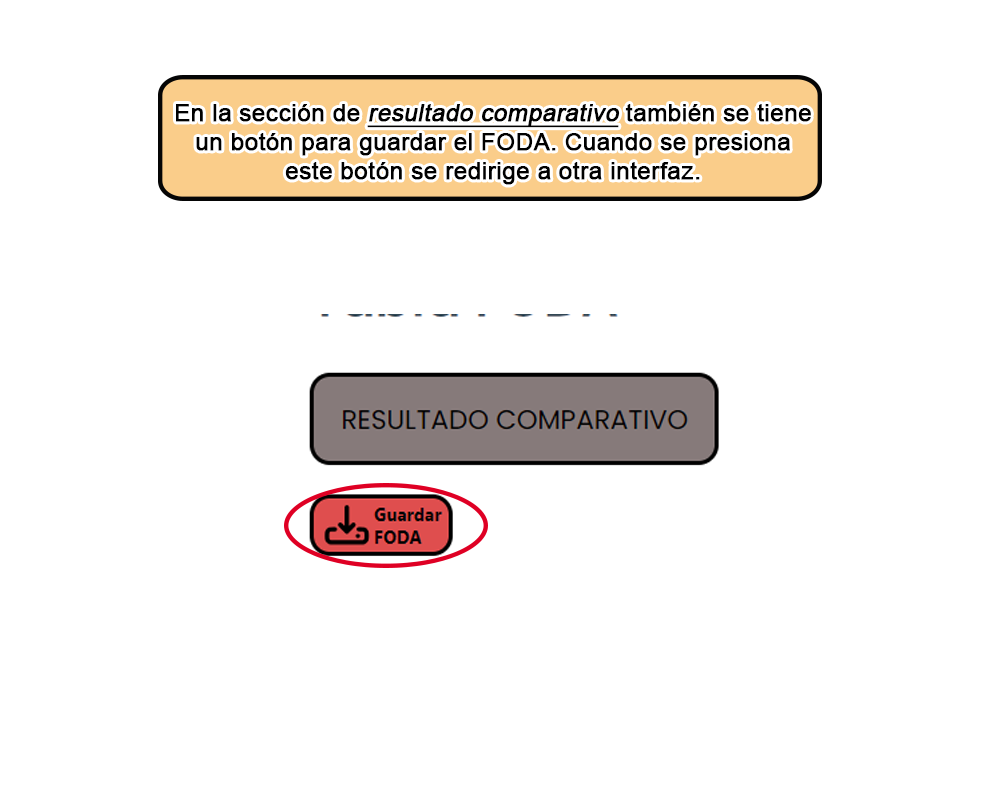 En la sección de resultado comparativo también se tiene
un botón para guardar el FODA. Cuando se presiona
este botón se redirige a otra interfaz.
RESULTADO COMPARATIVO
Guardar
FODA